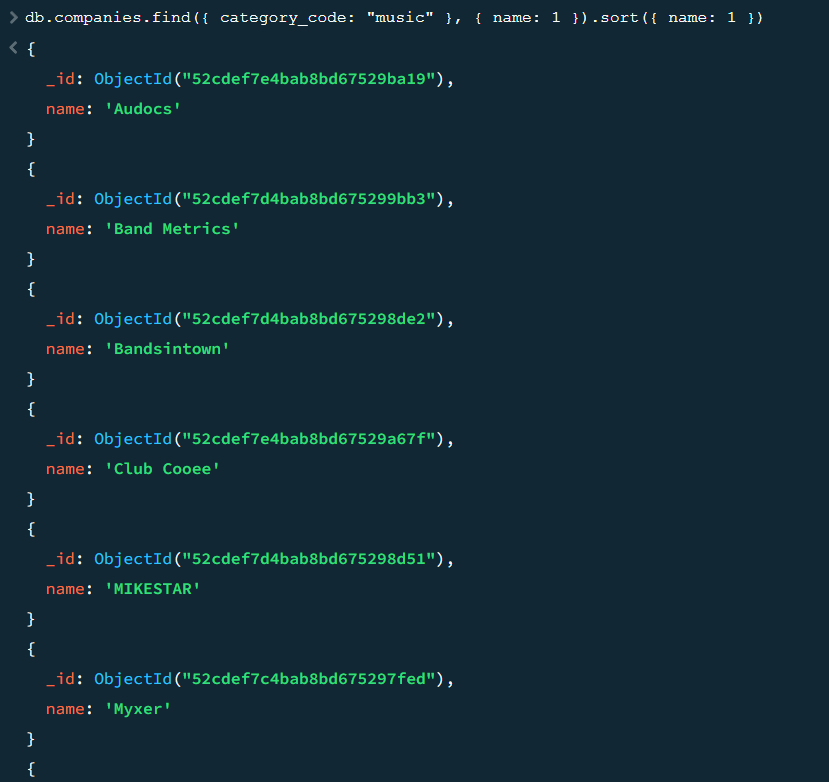 > db.companies.find({ category_code: "music" }, { name: 1 }).sort({ name: 1 })
< {
_id: ObjectId("52cdef7e4bab8bd67529ba19"),
name: 'Audocs'
}
{
_id: ObjectId("52cdef7d4bab8bd675299bb3"),
name: 'Band Metrics'
}
{
_id: ObjectId("52cdef7d4bab8bd675298de2"),
name: 'Bandsintown'
}
{
_id: ObjectId("52cdef7e4bab8bd67529a67f"),
name: 'Club Cooee'
}
{
_id: ObjectId("52cdef7d4bab8bd675298d51"),
name: 'MIKESTAR'
}
{
_id: ObjectId("52cdef7c4bab8bd675297fed"),
name: 'Myxer'
}
{